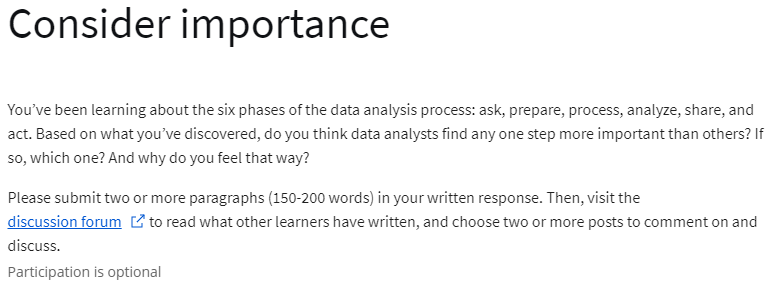 Consider importance
You’ve been learning about the six phases of the data analysis process: ask, prepare, process, analyze, share, and
act. Based on what you’ve discovered, do you think data analysts find any one step more important than others? If
so, which one? And why do you feel that way?
Please submit two or more paragraphs (150-200 words) in your written response. Then, visit the
discussion forum to read what other learners have written, and choose two or more posts to comment on and
discuss.
Participation is optional